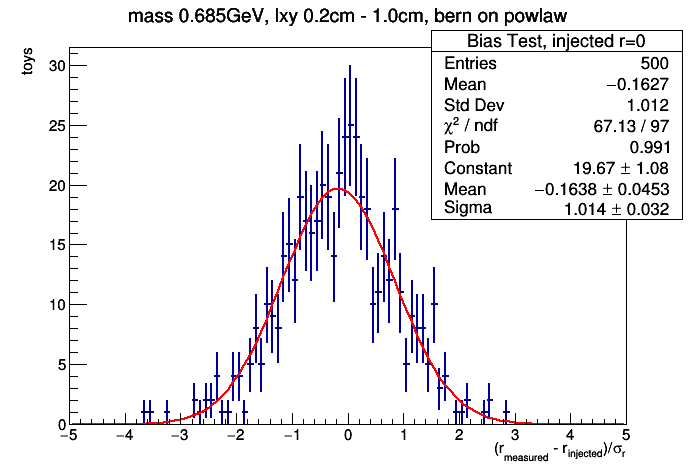 mass 0.685GeV, lxy 0.2cm - 1.0cm, bern on powlaw
Bias Test, injected r=0
Entries 500
Mean −0.1627
Std Dev 1.012
χ² / ndf 67.13 / 97
Prob 0.991
Constant 19.67 ± 1.08
Mean −0.1638 ± 0.0453
Sigma 1.014 ± 0.032
toys
30
25
20
15
10
5
0
−5 −4 −3 −2 −1 0 1 2 3 4 5
(r_measured - r_injected)/σ_r